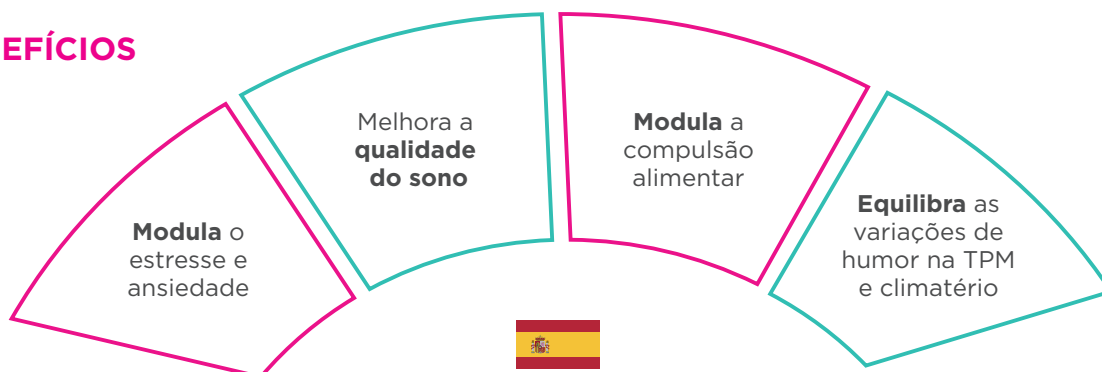 EFÍCIOS
Modula o
estresse e
ansiedade
Melhora a
qualidade
do sono
Modula a
compulsão
alimentar
Equilibra as
variações de
humor na TPM
e climatério